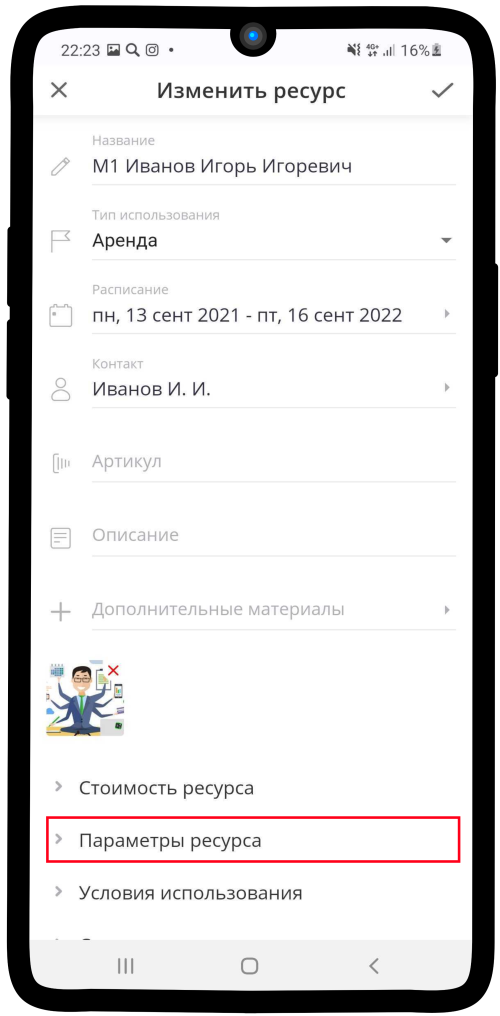 22:23
4G+
16%
Изменить ресурс
Название
М1 Иванов Игорь Игоревич
Тип использования
Аренда
Расписание
пн, 13 сент 2021 - пт, 16 сент 2022
Контакт
Иванов И. И.
Артикул
Описание
Дополнительные материалы
Стоимость ресурса
Параметры ресурса
Условия использования